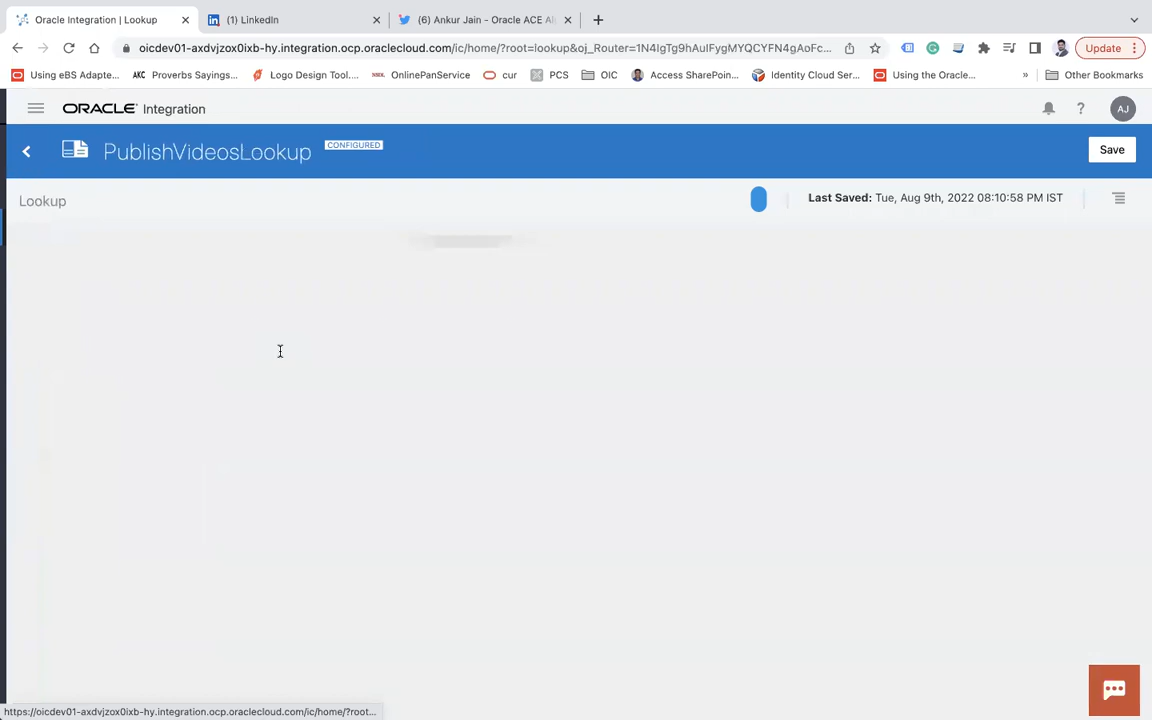 Oracle Integration | Lookup
(1) LinkedIn
(6) Ankur Jain - Oracle ACE Al
oicdev01-axdvjzox0ixb-hy.integration.ocp.oraclecloud.com/ic/home/?root=lookup&oj_Router=1N4IgTg9hAuIFygMYQCYFN4gAoFc...
Update
Using eBS Adapte...
AKC Proverbs Sayings...
Logo Design Tool....
OnlinePanService
cur
PCS
OIC
Access SharePoin...
Identity Cloud Ser...
Using the Oracle...
»
Other Bookmarks
ORACLE Integration
?
AJ
PublishVideosLookup
CONFIGURED
Save
Lookup
Last Saved: Tue, Aug 9th, 2022 08:10:58 PM IST
https://oicdev01-axdvjzox0ixb-hy.integration.ocp.oraclecloud.com/ic/home/?root...